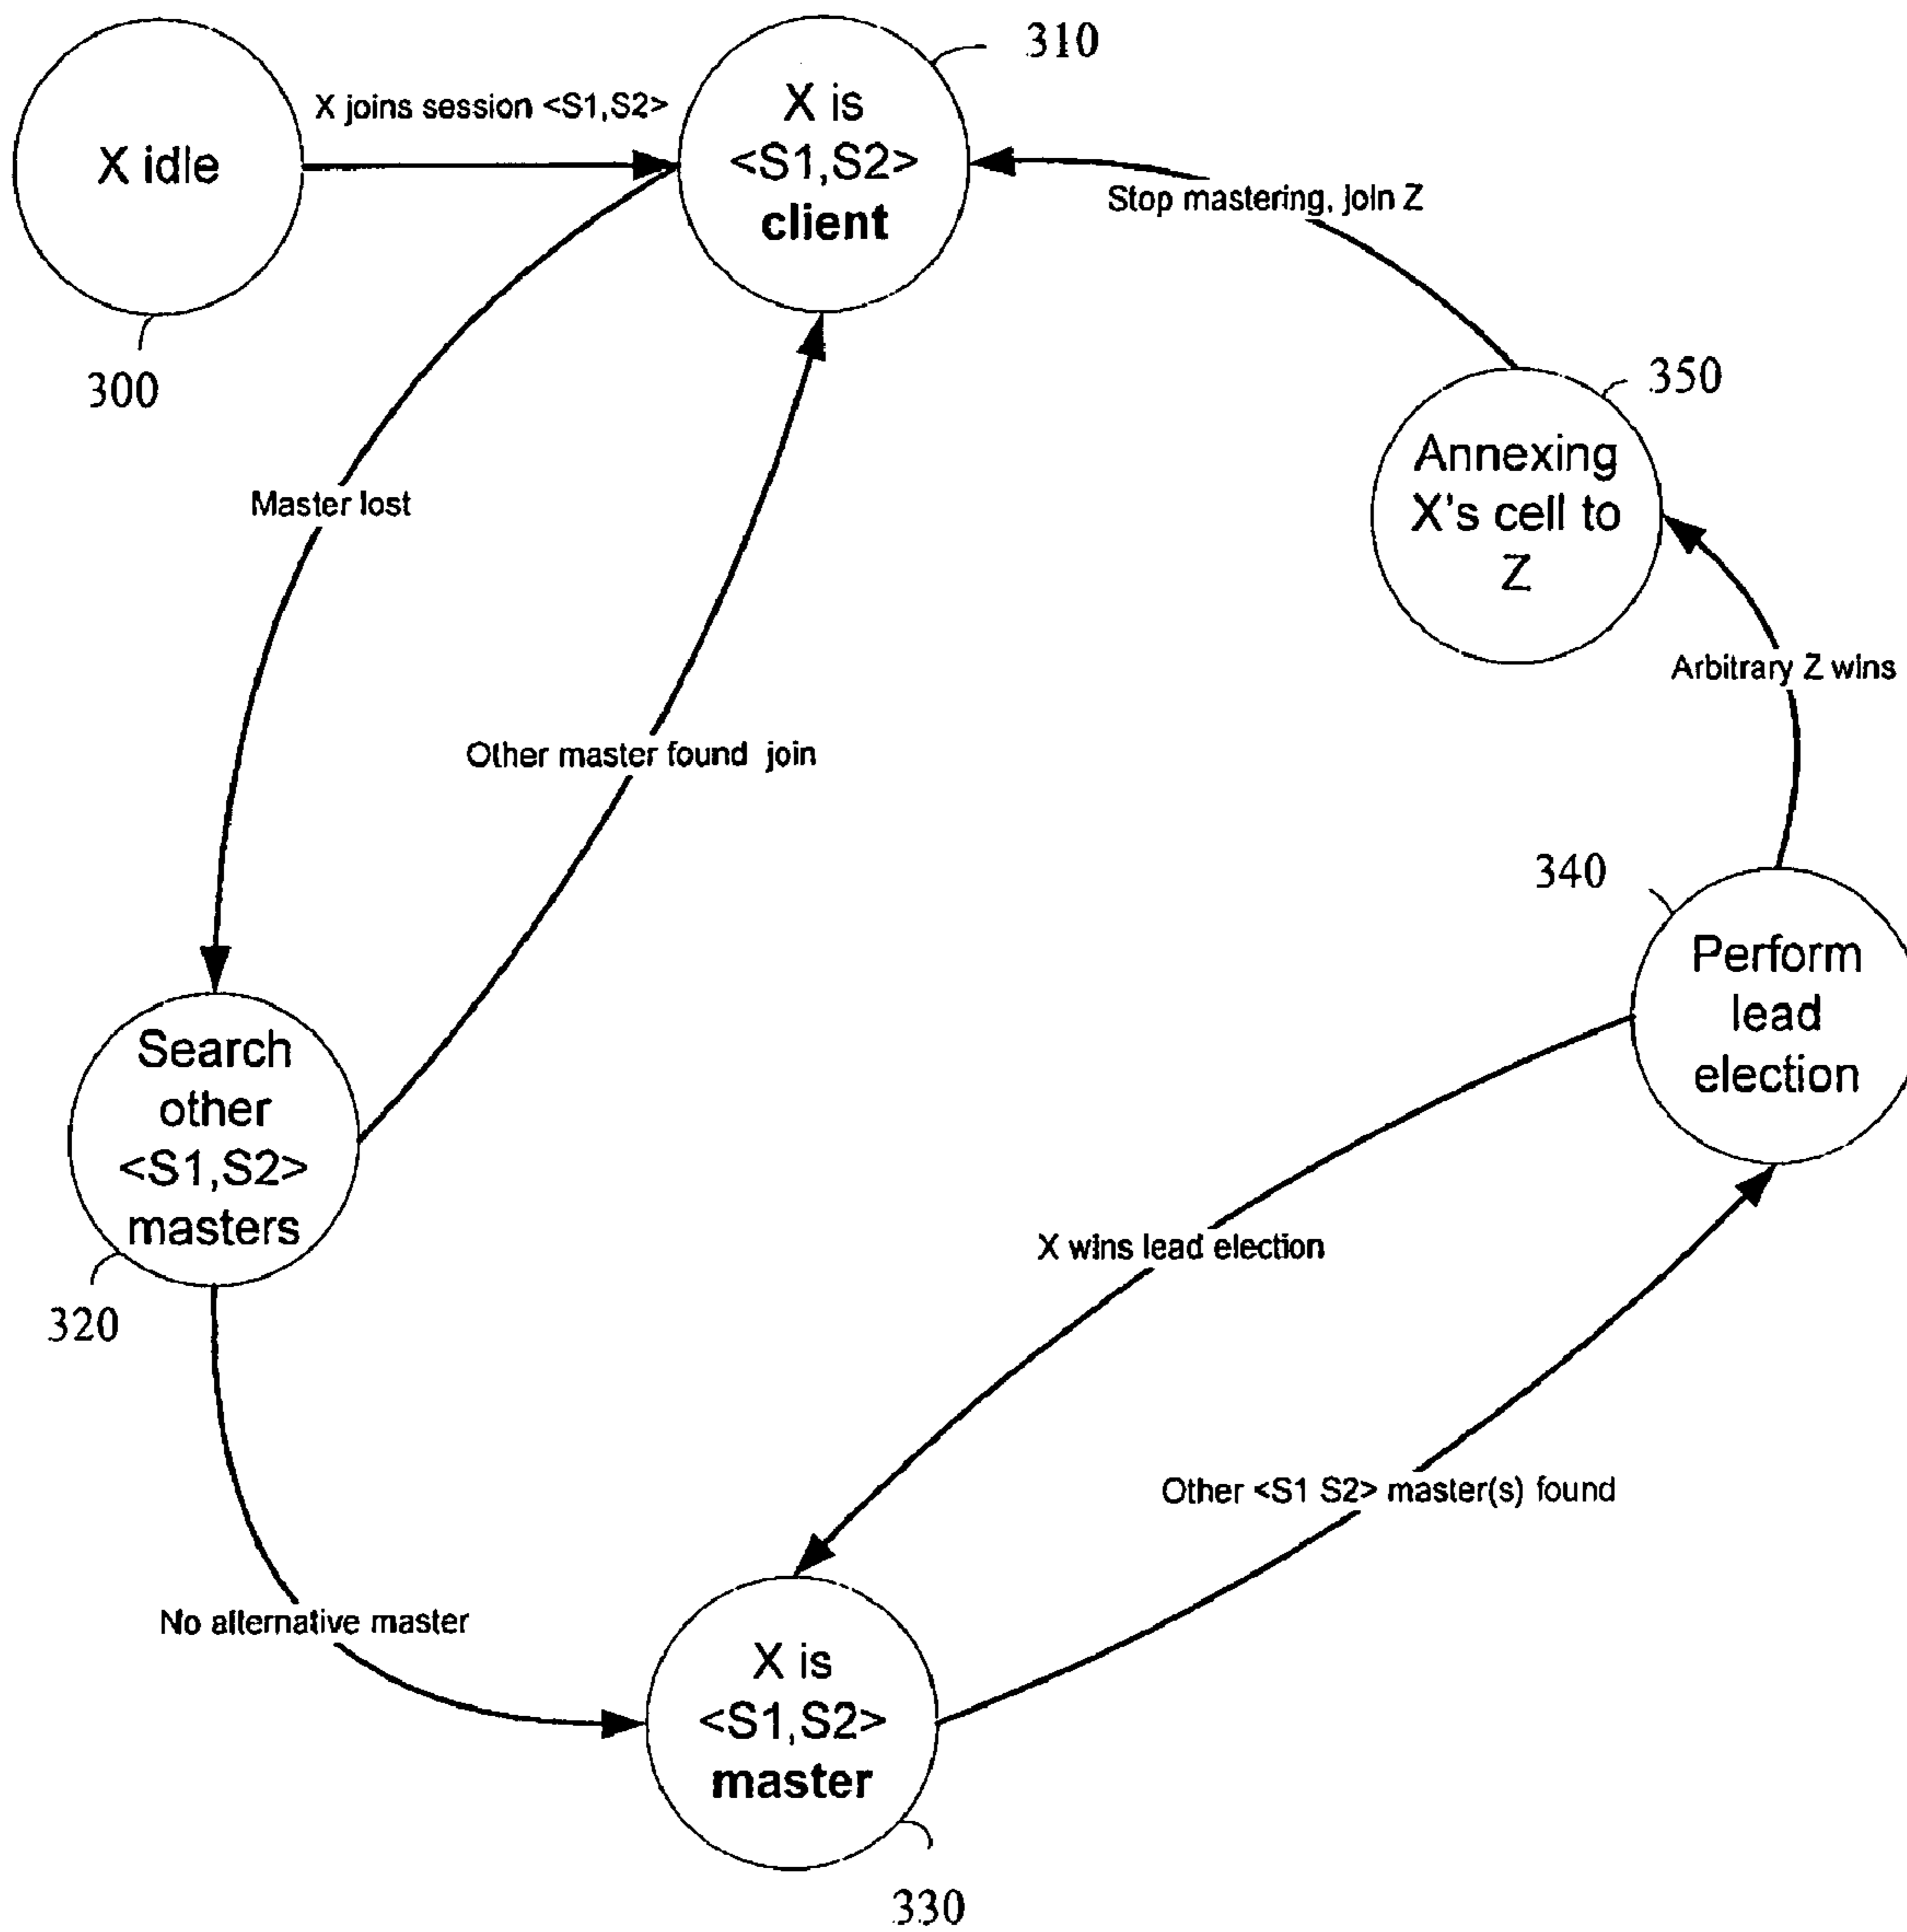 310
X is
<S1,S2>
client
X joins session <S1,S2>
X idle
Stop mastering, join Z
300
350
Annexing
X's cell to
Z
Master lost
Arbitrary Z wins
Other master found  join
340
Perform
lead
election
Search
other
<S1,S2>
masters
320
X wins lead election
Other <S1 S2> master(s) found
No alternative master
X is
<S1,S2>
master
330